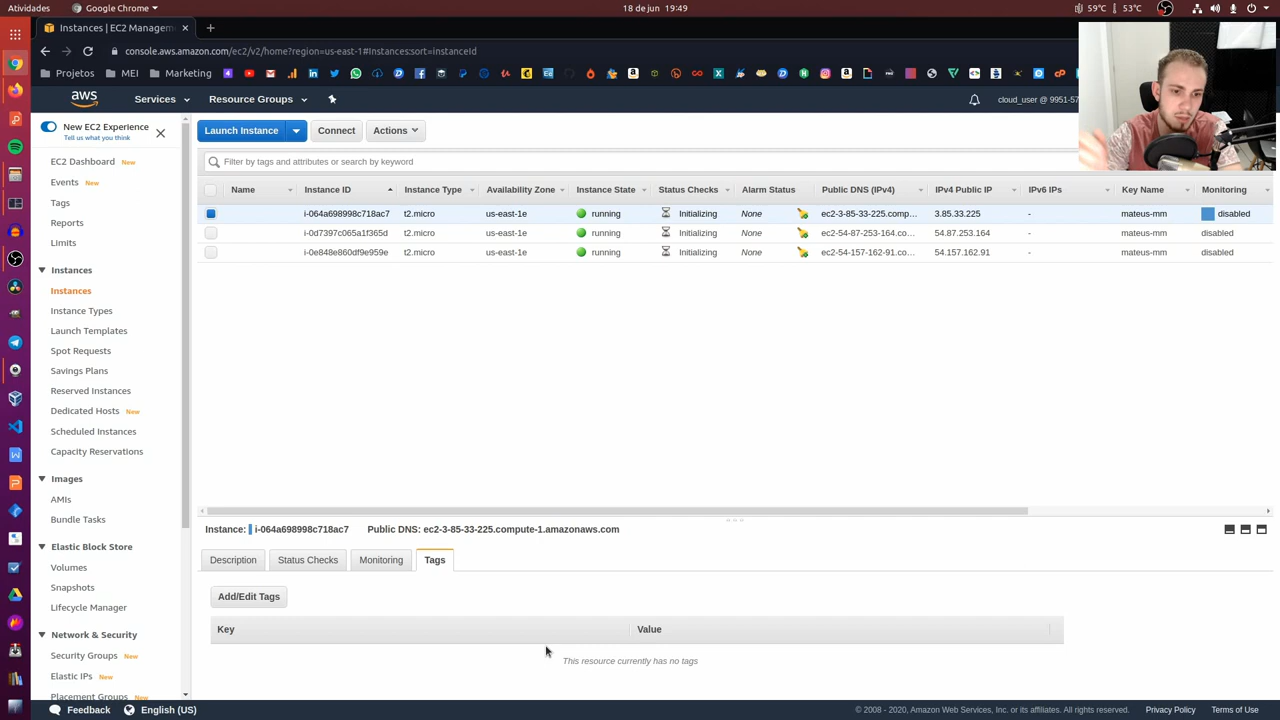 Atividades
Google Chrome
18 de jun 19:49
59°C
53°C
Instances | EC2 Managem
console.aws.amazon.com/ec2/v2/home?region=us-east-1#Instances:sort=instanceId
Projetos
MEI
Marketing
aws
Services
Resource Groups
cloud_user @ 9951-57
New EC2 Experience
Tell us what you think
EC2 Dashboard New
Events New
Tags
Reports
Limits
Instances
Instances
Instance Types
Launch Templates
Spot Requests
Savings Plans
Reserved Instances
Dedicated Hosts New
Scheduled Instances
Capacity Reservations
Images
AMIs
Bundle Tasks
Elastic Block Store
Volumes
Snapshots
Lifecycle Manager
Network & Security
Security Groups New
Elastic IPs New
Placement Groups New
Launch Instance
Connect
Actions
Filter by tags and attributes or search by keyword
Name Instance ID Instance Type Availability Zone Instance State Status Checks Alarm Status Public DNS (IPv4) IPv4 Public IP IPv6 IPs Key Name Monitoring
i-064a698998c718ac7 t2.micro us-east-1e running Initializing None ec2-3-85-33-225.comp... 3.85.33.225 - mateus-mm disabled
i-0d7397c065a1f365d t2.micro us-east-1e running Initializing None ec2-54-87-253-164.co... 54.87.253.164 - mateus-mm disabled
i-0e848e860df9e959e t2.micro us-east-1e running Initializing None ec2-54-157-162-91.co... 54.157.162.91 - mateus-mm disabled
Instance: i-064a698998c718ac7 Public DNS: ec2-3-85-33-225.compute-1.amazonaws.com
Description
Status Checks
Monitoring
Tags
Add/Edit Tags
Key Value
This resource currently has no tags
Feedback
English (US)
© 2008 - 2020, Amazon Web Services, Inc. or its affiliates. All rights reserved.
Privacy Policy
Terms of Use